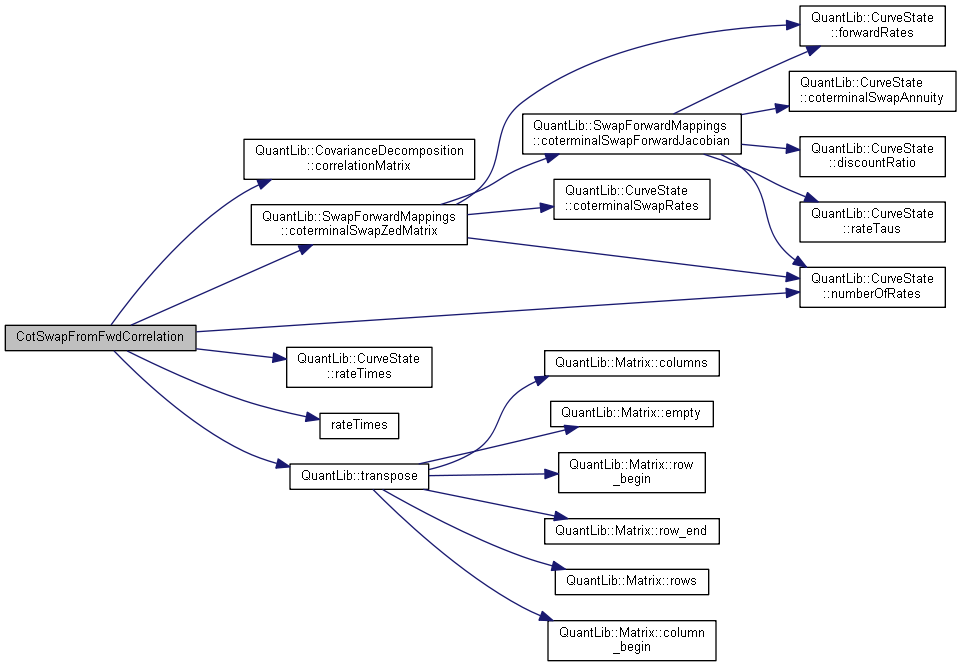 QuantLib::CurveState
::forwardRates
QuantLib::CurveState
::coterminalSwapAnnuity
QuantLib::SwapForwardMappings
::coterminalSwapForwardJacobian
QuantLib::CovarianceDecomposition
::correlationMatrix
QuantLib::CurveState
::discountRatio
QuantLib::CurveState
::coterminalSwapRates
QuantLib::SwapForwardMappings
::coterminalSwapZedMatrix
QuantLib::CurveState
::rateTaus
QuantLib::CurveState
::numberOfRates
CotSwapFromFwdCorrelation
QuantLib::CurveState
::rateTimes
QuantLib::Matrix::columns
rateTimes
QuantLib::Matrix::empty
QuantLib::transpose
QuantLib::Matrix::row
_begin
QuantLib::Matrix::row_end
QuantLib::Matrix::rows
QuantLib::Matrix::column
_begin